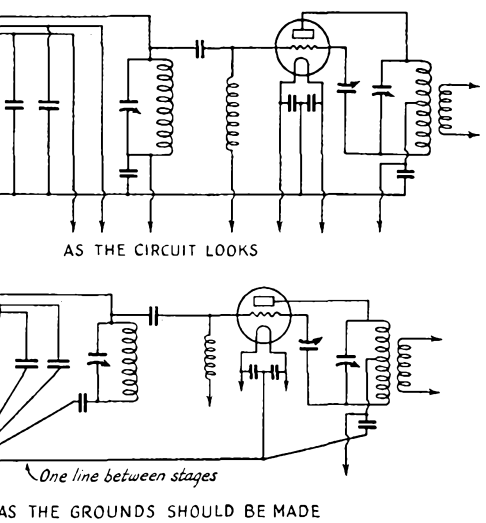 AS THE CIRCUIT LOOKS
One line between stages
AS THE GROUNDS SHOULD BE MADE